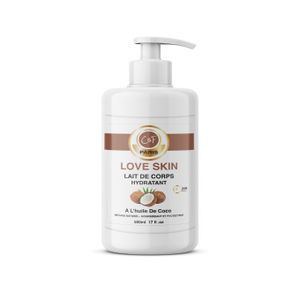 PARIS
LOVE SKIN
LAIT DE CORPS
HYDRATANT
À L'huile De Coco
500ml 17 fl .oz